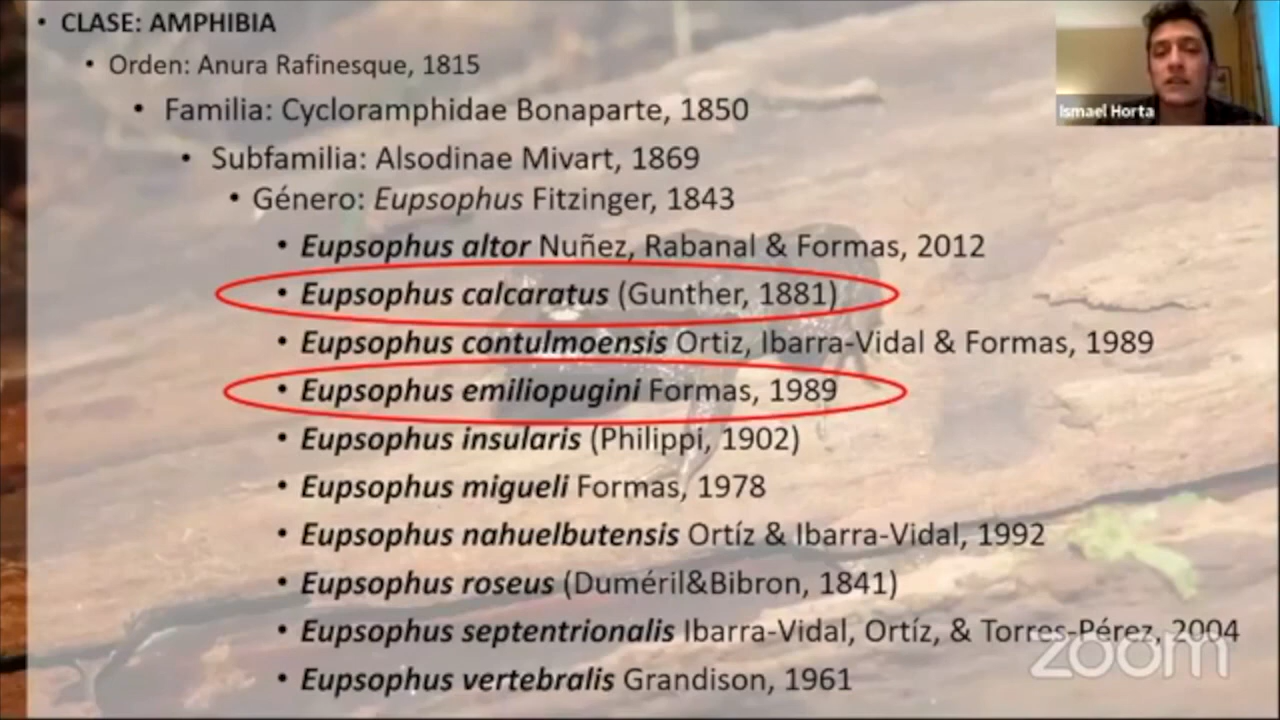 • CLASE: AMPHIBIA
• Orden: Anura Rafinesque, 1815
• Familia: Cycloramphidae Bonaparte, 1850
• Subfamilia: Alsodinae Mivart, 1869
• Género: Eupsophus Fitzinger, 1843
• Eupsophus altor Nuñez, Rabanal & Formas, 2012
• Eupsophus calcaratus (Gunther, 1881)
• Eupsophus contulmoensis Ortiz, Ibarra-Vidal & Formas, 1989
• Eupsophus emiliopugini Formas, 1989
• Eupsophus insularis (Philippi, 1902)
• Eupsophus migueli Formas, 1978
• Eupsophus nahuelbutensis Ortíz & Ibarra-Vidal, 1992
• Eupsophus roseus (Duméril&Bibron, 1841)
• Eupsophus septentrionalis Ibarra-Vidal, Ortíz, & Torres-Pérez, 2004
• Eupsophus vertebralis Grandison, 1961
Ismael Horta
zoom